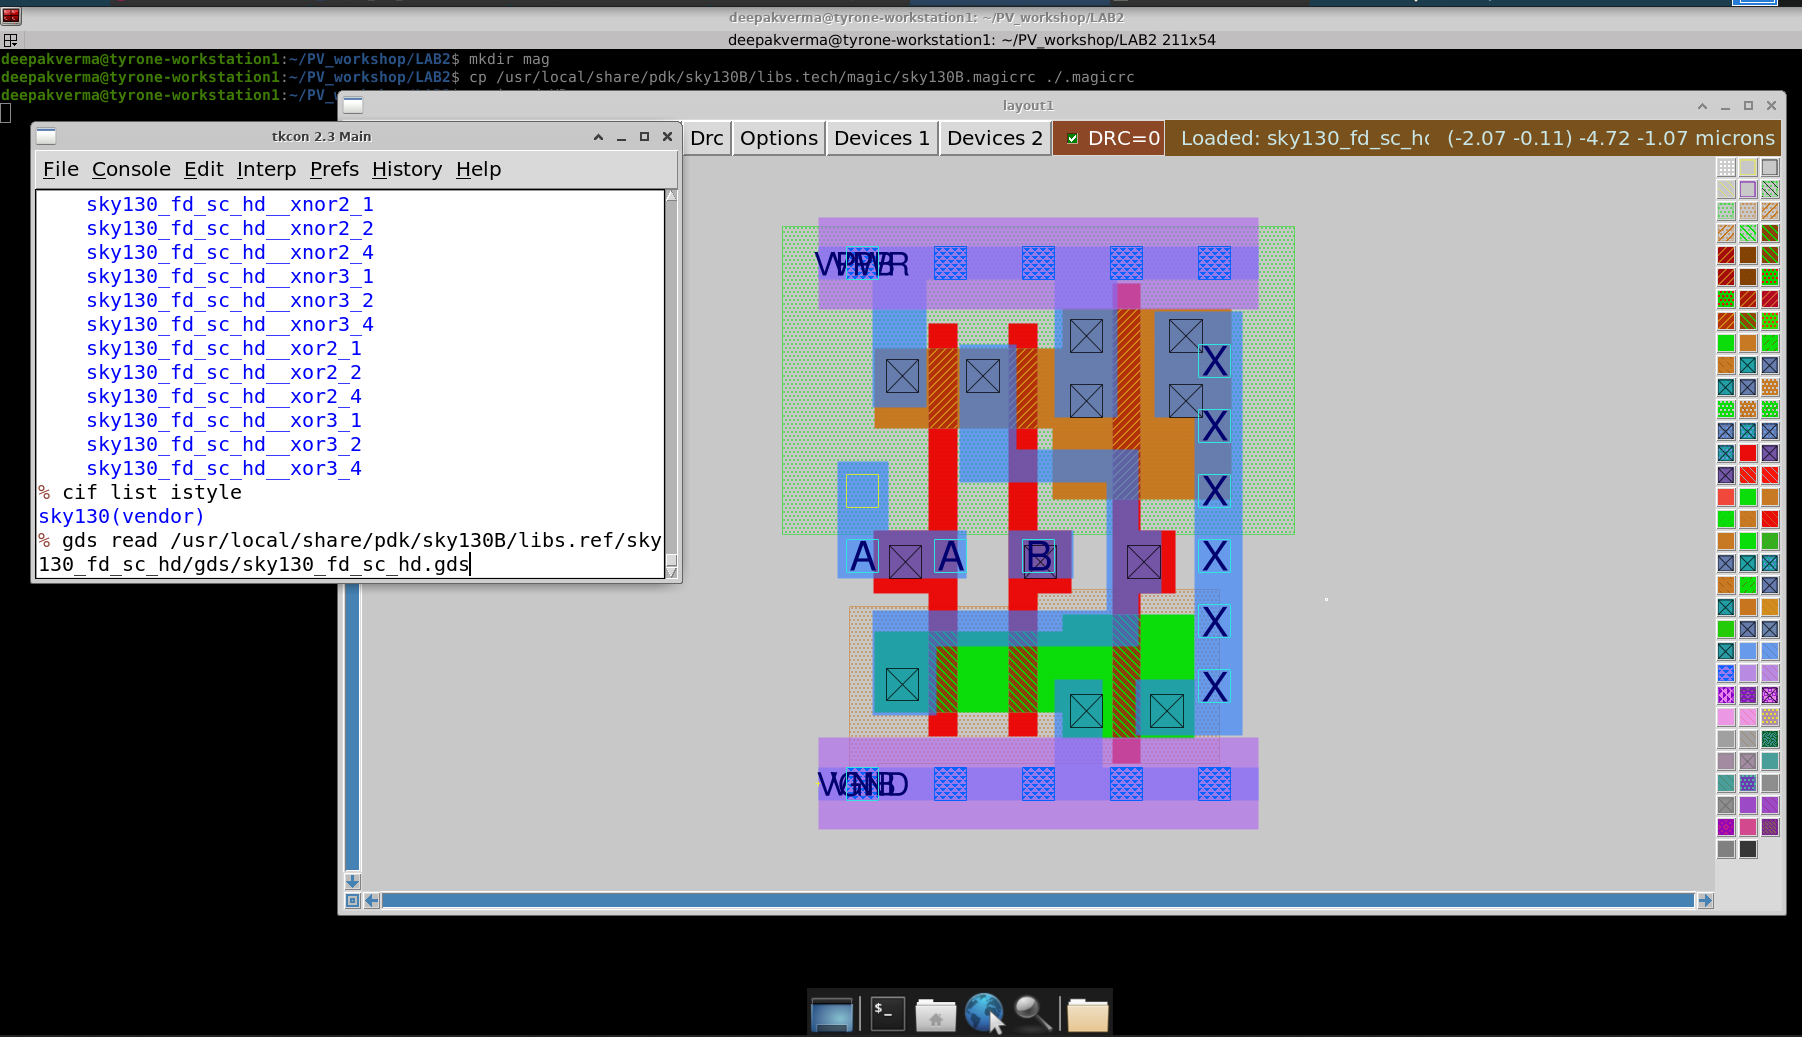 deepakverma@tyrone-workstation1: ~/PV_workshop/LAB2
deepakverma@tyrone-workstation1: ~/PV_workshop/LAB2 211x54
deepakverma@tyrone-workstation1:~/PV_workshop/LAB2$ mkdir mag
deepakverma@tyrone-workstation1:~/PV_workshop/LAB2$ cp /usr/local/share/pdk/sky130B/libs.tech/magic/sky130B.magicrc ./.magicrc
deepakverma@tyrone-workstation1:~/PV_
layout1
tkcon 2.3 Main
Drc Options Devices 1 Devices 2 DRC=0 Loaded: sky130_fd_sc_hd (-2.07 -0.11) -4.72 -1.07 microns
File Console Edit Interp Prefs History Help
sky130_fd_sc_hd__xnor2_1
sky130_fd_sc_hd__xnor2_2
sky130_fd_sc_hd__xnor2_4
sky130_fd_sc_hd__xnor3_1
sky130_fd_sc_hd__xnor3_2
sky130_fd_sc_hd__xnor3_4
sky130_fd_sc_hd__xor2_1
sky130_fd_sc_hd__xor2_2
sky130_fd_sc_hd__xor2_4
sky130_fd_sc_hd__xor3_1
sky130_fd_sc_hd__xor3_2
sky130_fd_sc_hd__xor3_4
% cif list istyle
sky130(vendor)
% gds read /usr/local/share/pdk/sky130B/libs.ref/sky
130_fd_sc_hd/gds/sky130_fd_sc_hd.gds
X
X
X
A A B X
X
X
$_